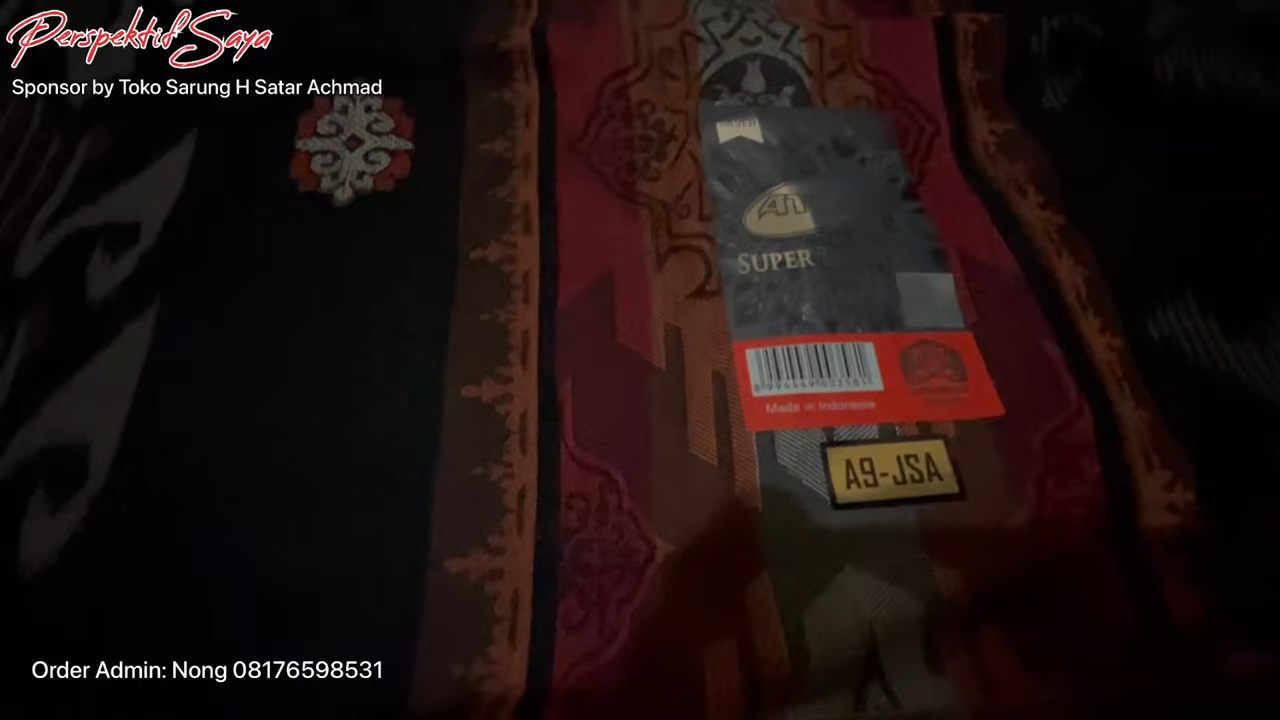 Perspektif Saya
Sponsor by Toko Sarung H Satar Achmad
SUPER
Made in Indonesia
A9-JSA
Order Admin: Nong 08176598531